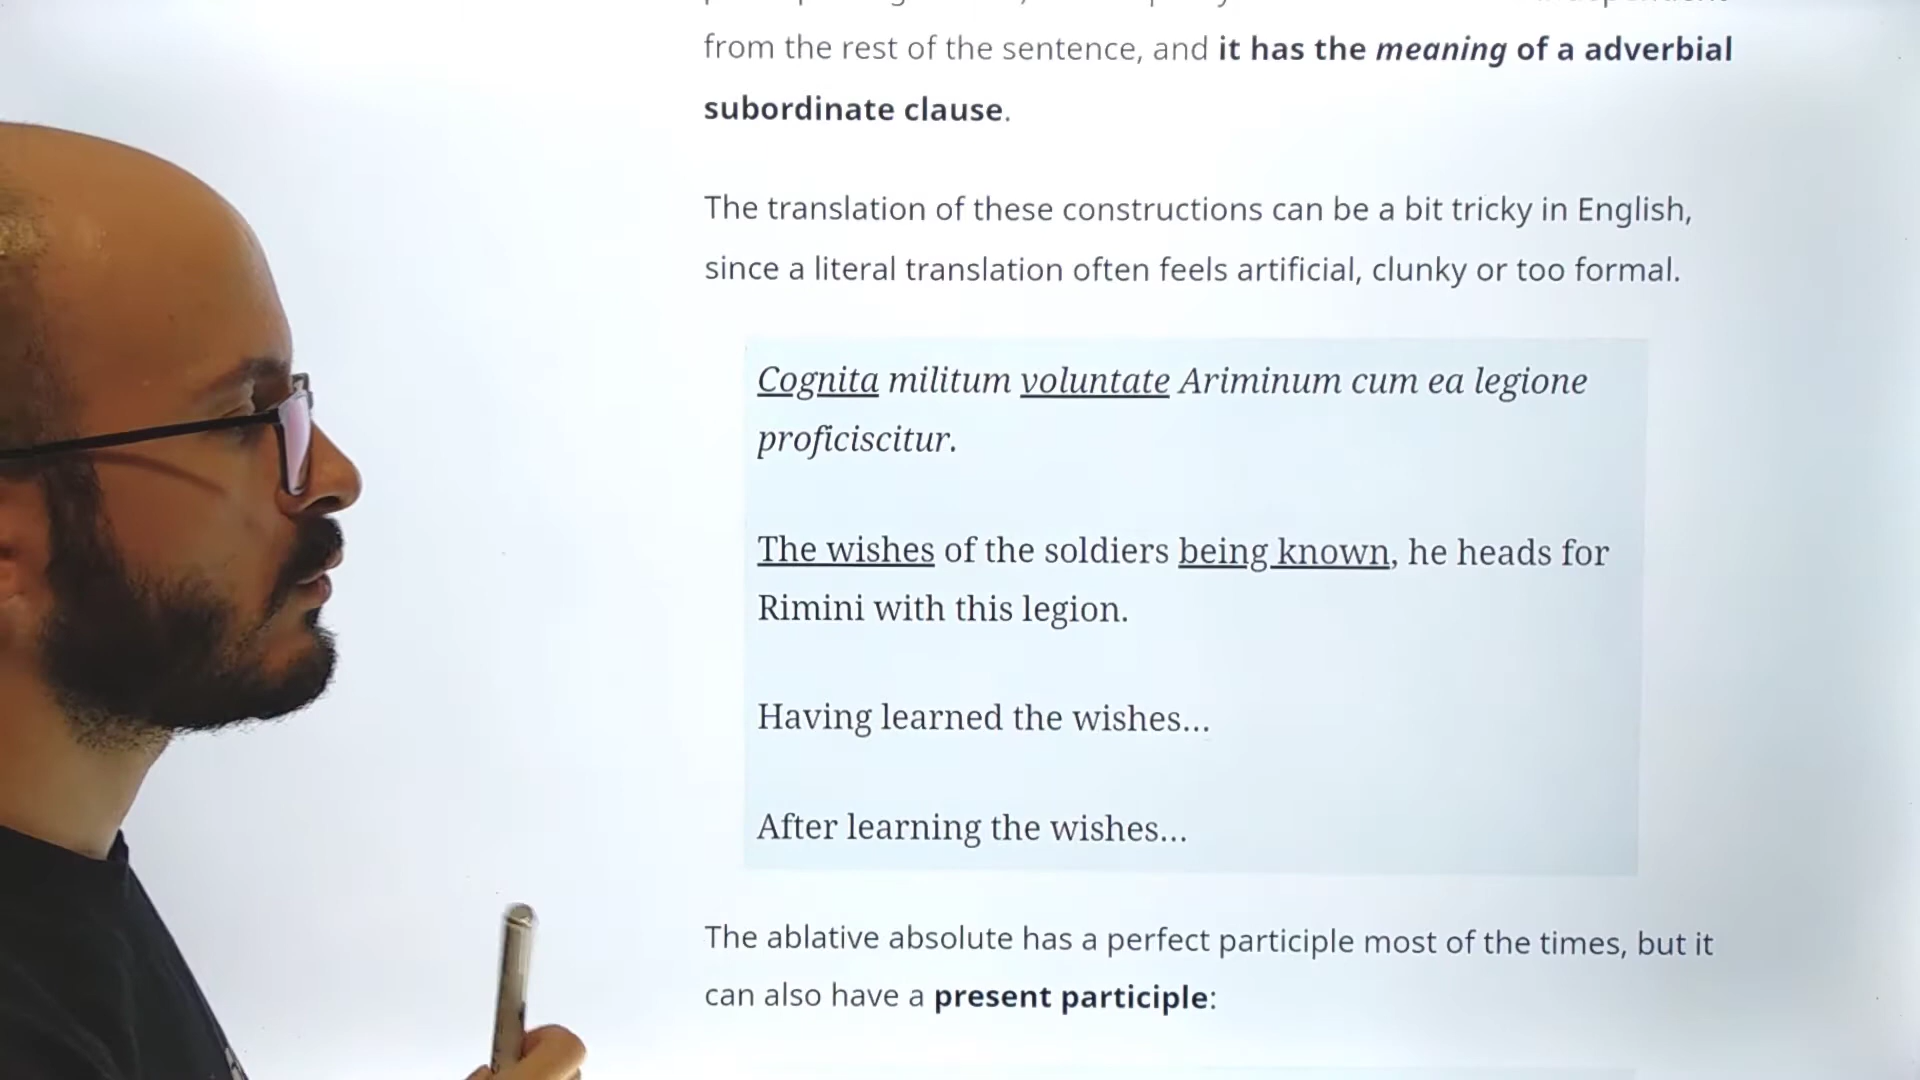 from the rest of the sentence, and it has the meaning of a adverbial
subordinate clause.
The translation of these constructions can be a bit tricky in English,
since a literal translation often feels artificial, clunky or too formal.
Cognita militum voluntate Ariminum cum ea legione
proficiscitur.
The wishes of the soldiers being known, he heads for
Rimini with this legion.
Having learned the wishes...
After learning the wishes...
The ablative absolute has a perfect participle most of the times, but it
can also have a present participle: